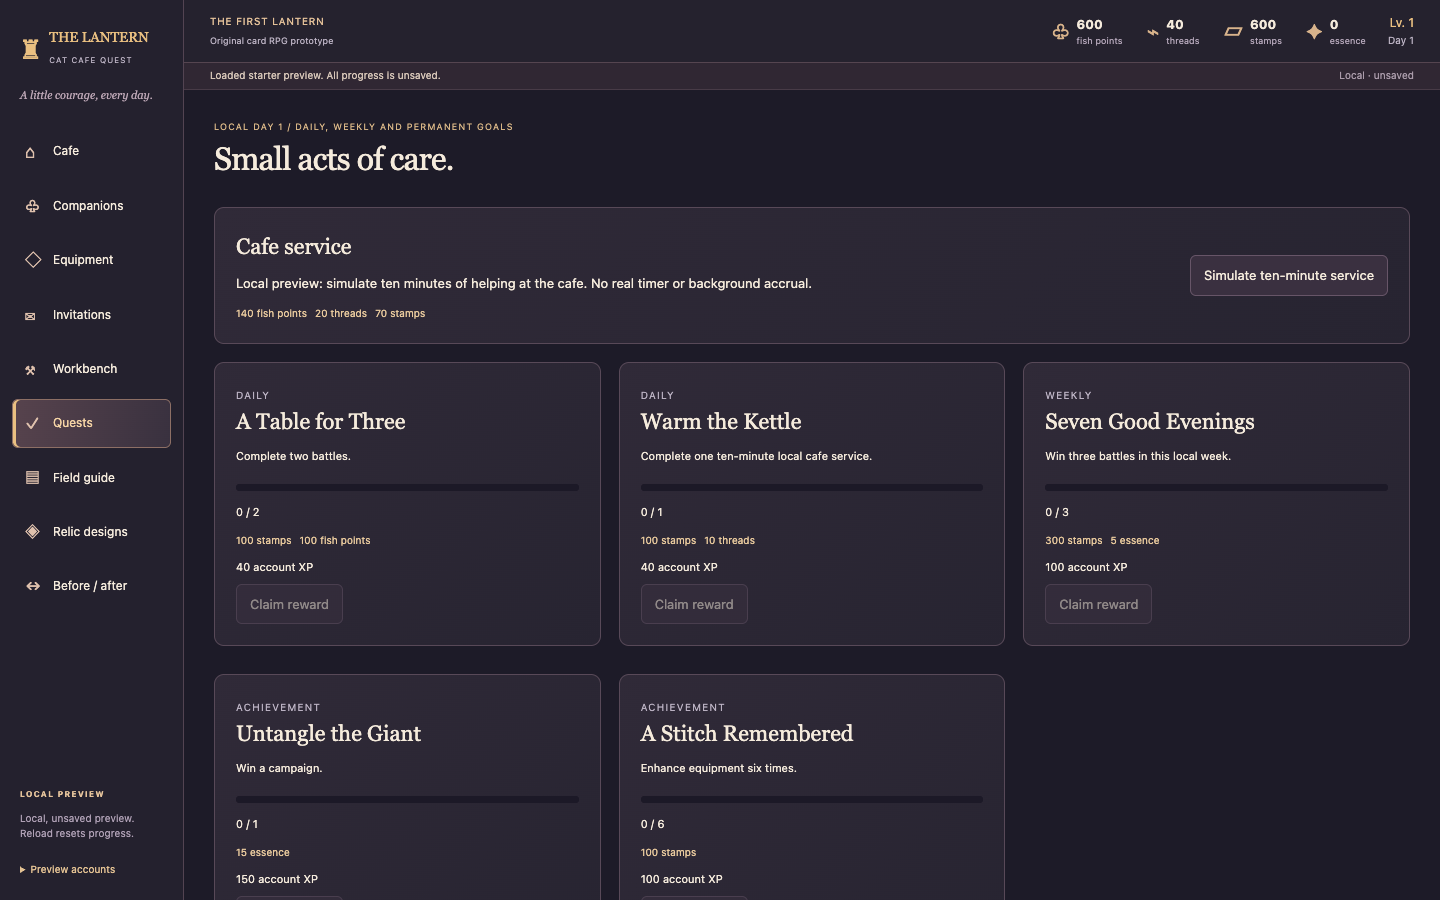 THE LANTERN
CAT CAFE QUEST
A little courage, every day.
Cafe
Companions
Equipment
Invitations
Workbench
Quests
Field guide
Relic designs
Before / after
LOCAL PREVIEW
Local, unsaved preview.
Reload resets progress.
Preview accounts
THE FIRST LANTERN
Original card RPG prototype
600
fish points
40
threads
600
stamps
0
essence
Lv. 1
Day 1
Loaded starter preview. All progress is unsaved.
Local · unsaved
LOCAL DAY 1 / DAILY, WEEKLY AND PERMANENT GOALS
Small acts of care.
Cafe service
Local preview: simulate ten minutes of helping at the cafe. No real timer or background accrual.
140 fish points 20 threads 70 stamps
Simulate ten-minute service
DAILY
A Table for Three
Complete two battles.
0 / 2
100 stamps 100 fish points
40 account XP
Claim reward
DAILY
Warm the Kettle
Complete one ten-minute local cafe service.
0 / 1
100 stamps 10 threads
40 account XP
Claim reward
WEEKLY
Seven Good Evenings
Win three battles in this local week.
0 / 3
300 stamps 5 essence
100 account XP
Claim reward
ACHIEVEMENT
Untangle the Giant
Win a campaign.
0 / 1
15 essence
150 account XP
ACHIEVEMENT
A Stitch Remembered
Enhance equipment six times.
0 / 6
100 stamps
100 account XP